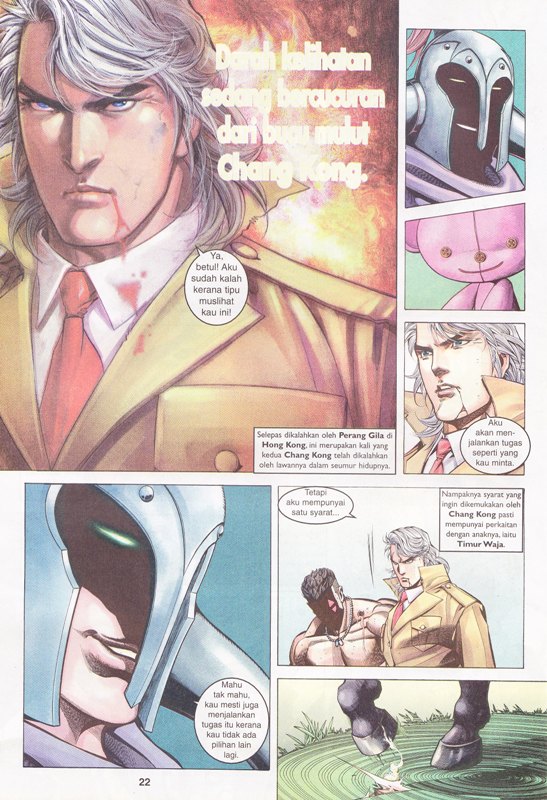 Darah kelihatan
sedang bercucuran
dari bucu mulut
Chang Kong.
Ya,
betul! Aku
sudah kalah
kerana tipu
muslihat
kau ini!
Selepas dikalahkan oleh Perang Gila di
Hong Kong, ini merupakan kali yang
kedua Chang Kong telah dikalahkan
oleh lawannya dalam seumur hidupnya.
Aku
akan men-
jalankan tugas
seperti yang
kau minta.
Mahu
tak mahu,
kau mesti juga
menjalankan
tugas itu kerana
kau tidak ada
pilihan lain
lagi.
Tetapi
aku mempunyai
satu syarat...
Nampaknya syarat yang
ingin dikemukakan oleh
Chang Kong pasti
mempunyai perkaitan
dengan anaknya, iaitu
Timur Waja.
22